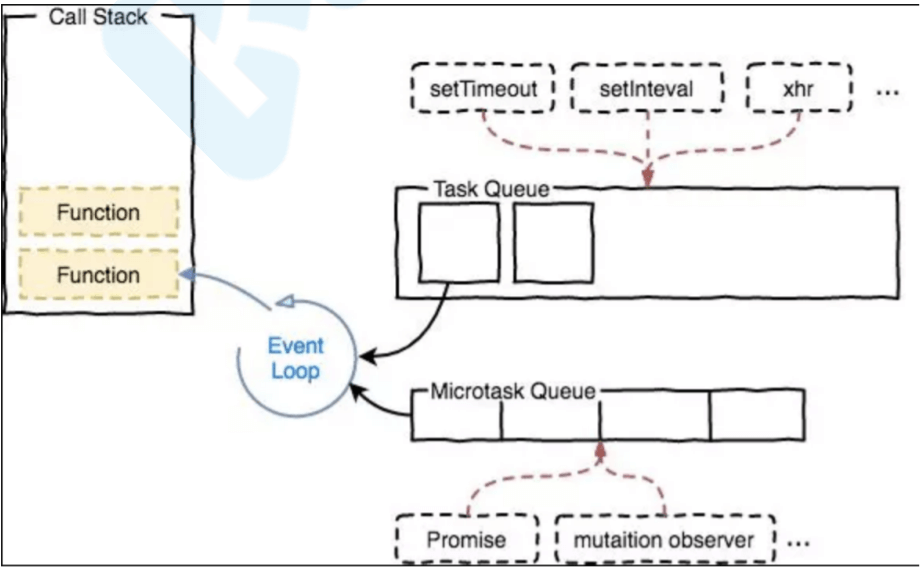 Call Stack
setTimeout
setInteval
xhr
...
Task Queue
Function
Function
Event
Loop
Microtask Queue
Promise
mutaition observer
...